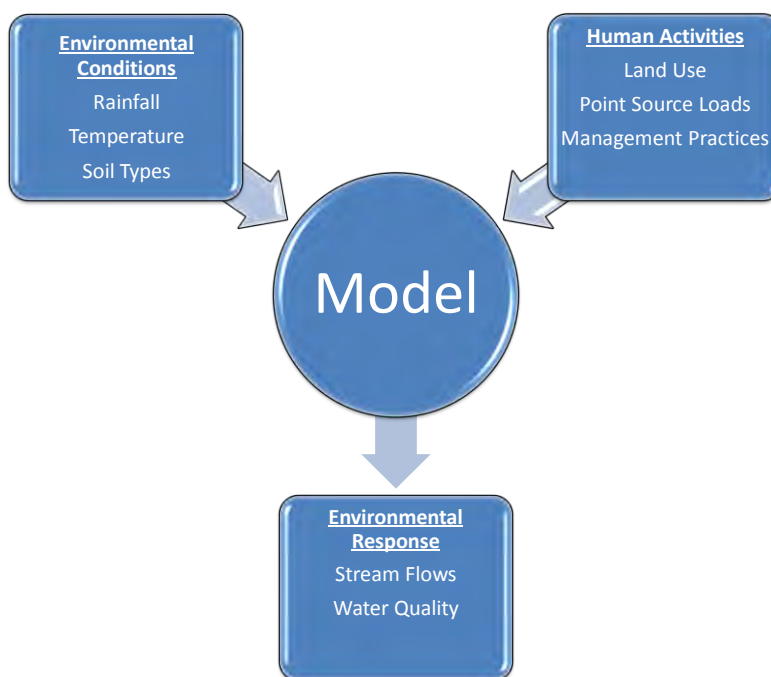 Environmental
Conditions
Rainfall
Temperature
Soil Types
Human Activities
Land Use
Point Source Loads
Management Practices
Model
Environmental
Response
Stream Flows
Water Quality